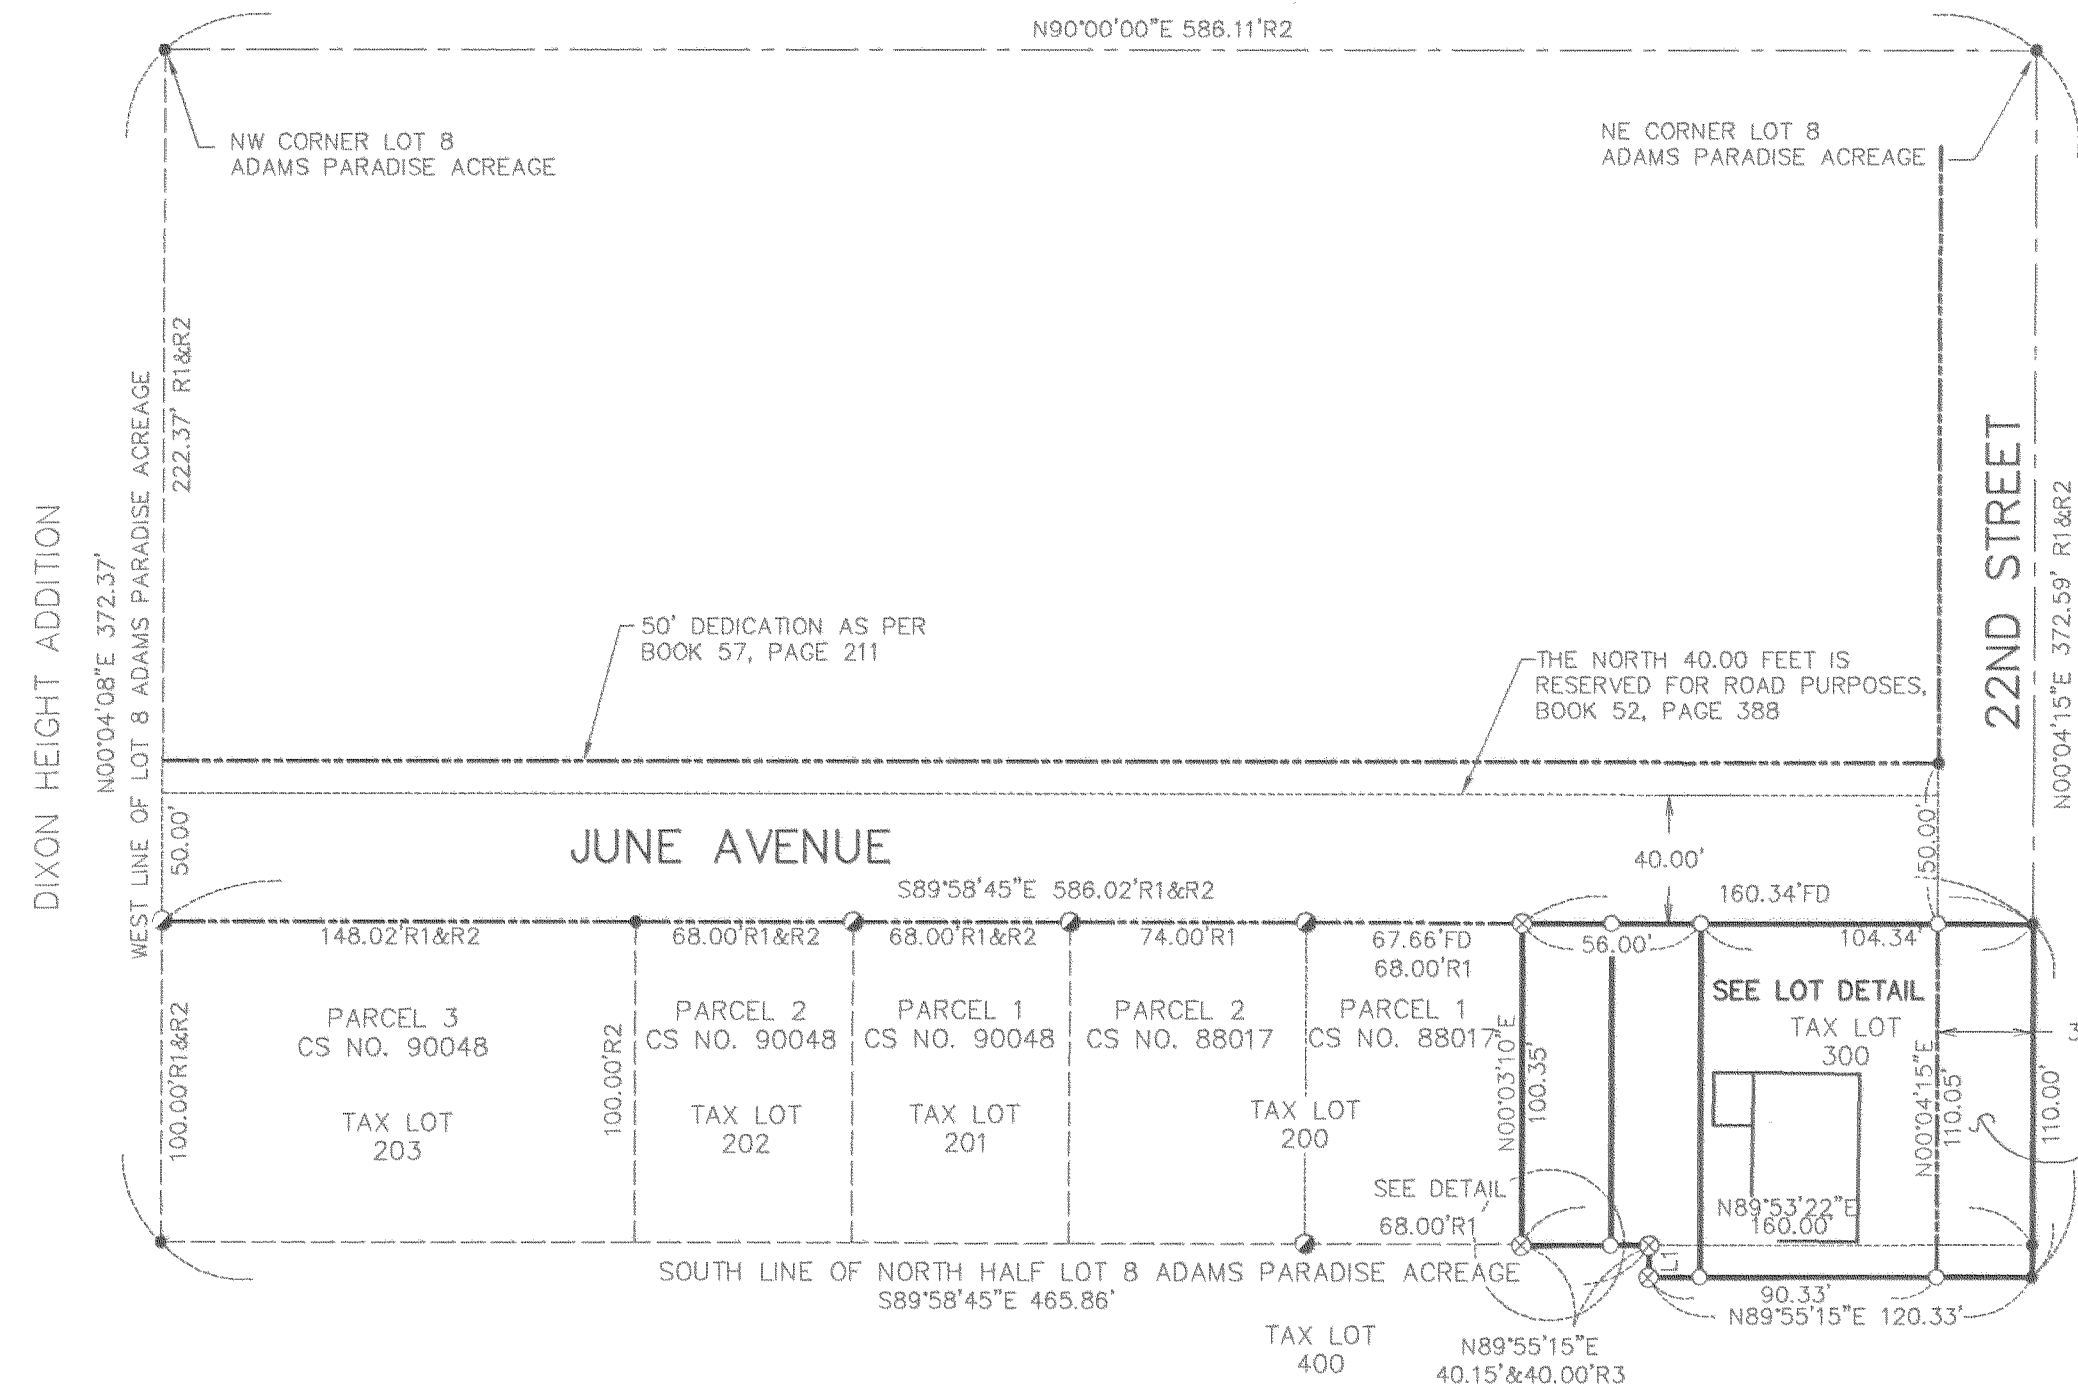 N90°00'00"E 586.11'R2
NW CORNER LOT 8
ADAMS PARADISE ACREAGE
NE CORNER LOT 8
ADAMS PARADISE ACREAGE
DIXON HEIGHT ADDITION
N00°04'08"E 372.37'
WEST LINE OF LOT 8 ADAMS PARADISE ACREAGE
222.37' R1&R2
22ND STREET
N00°04'15"E 372.59' R1&R2
50' DEDICATION AS PER
BOOK 57, PAGE 211
THE NORTH 40.00 FEET IS
RESERVED FOR ROAD PURPOSES,
BOOK 52, PAGE 388
50.00'
JUNE AVENUE
40.00'
50.00'
S89°58'45"E 586.02'R1&R2
160.34'FD
148.02'R1&R2
68.00'R1&R2
68.00'R1&R2
74.00'R1
67.66'FD
68.00'R1
56.00'
104.34'
100.00'R1&R2
PARCEL 3
CS NO. 90048
TAX LOT
203
100.00'R2
PARCEL 2
CS NO. 90048
TAX LOT
202
PARCEL 1
CS NO. 90048
TAX LOT
201
PARCEL 2
CS NO. 88017
PARCEL 1
CS NO. 88017
TAX LOT
200
N00°03'10"E
100.35'
SEE LOT DETAIL
TAX LOT
300
N00°04'15"E
110.05'
3
110.00'
SEE DETAIL
68.00'R1
N89°53'22"E
160.00'
L1
SOUTH LINE OF NORTH HALF LOT 8 ADAMS PARADISE ACREAGE
S89°58'45"E 465.86'
90.33'
N89°55'15"E 120.33'
TAX LOT
400
N89°55'15"E
40.15'&40.00'R3